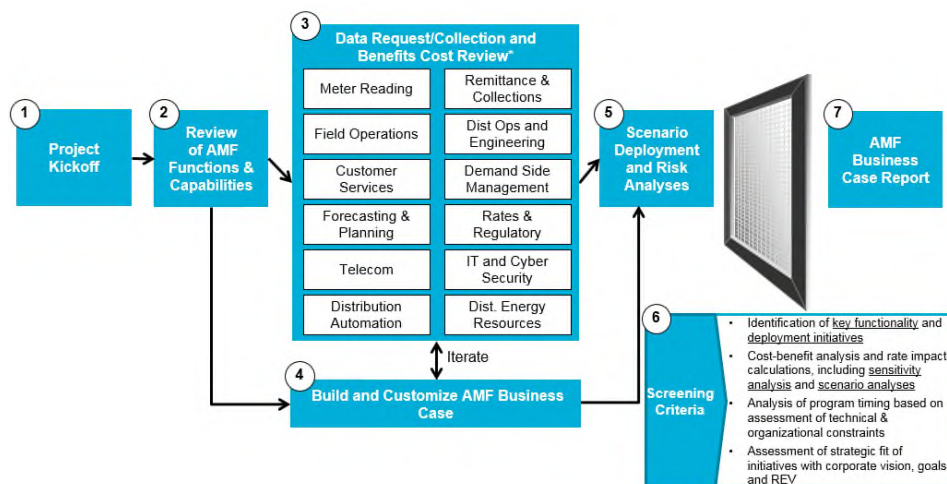 1
Project
Kickoff
2
Review
of AMF
Functions &
Capabilities
3
Data Request/Collection and
Benefits Cost Review*
Meter Reading
Remittance &
Collections
Field Operations
Dist Ops and
Engineering
Customer
Services
Demand Side
Management
Forecasting &
Planning
Rates &
Regulatory
Telecom
IT and Cyber
Security
Distribution
Automation
Dist. Energy
Resources
Iterate
4
Build and Customize AMF Business
Case
5
Scenario
Deployment
and Risk
Analyses
6
Screening
Criteria
• Identification of key functionality and
deployment initiatives
• Cost-benefit analysis and rate impact
calculations, including sensitivity
analysis and scenario analyses
• Analysis of program timing based on
assessment of technical &
organizational constraints
• Assessment of strategic fit of
initiatives with corporate vision, goals
and REV
7
AMF
Business
Case Report